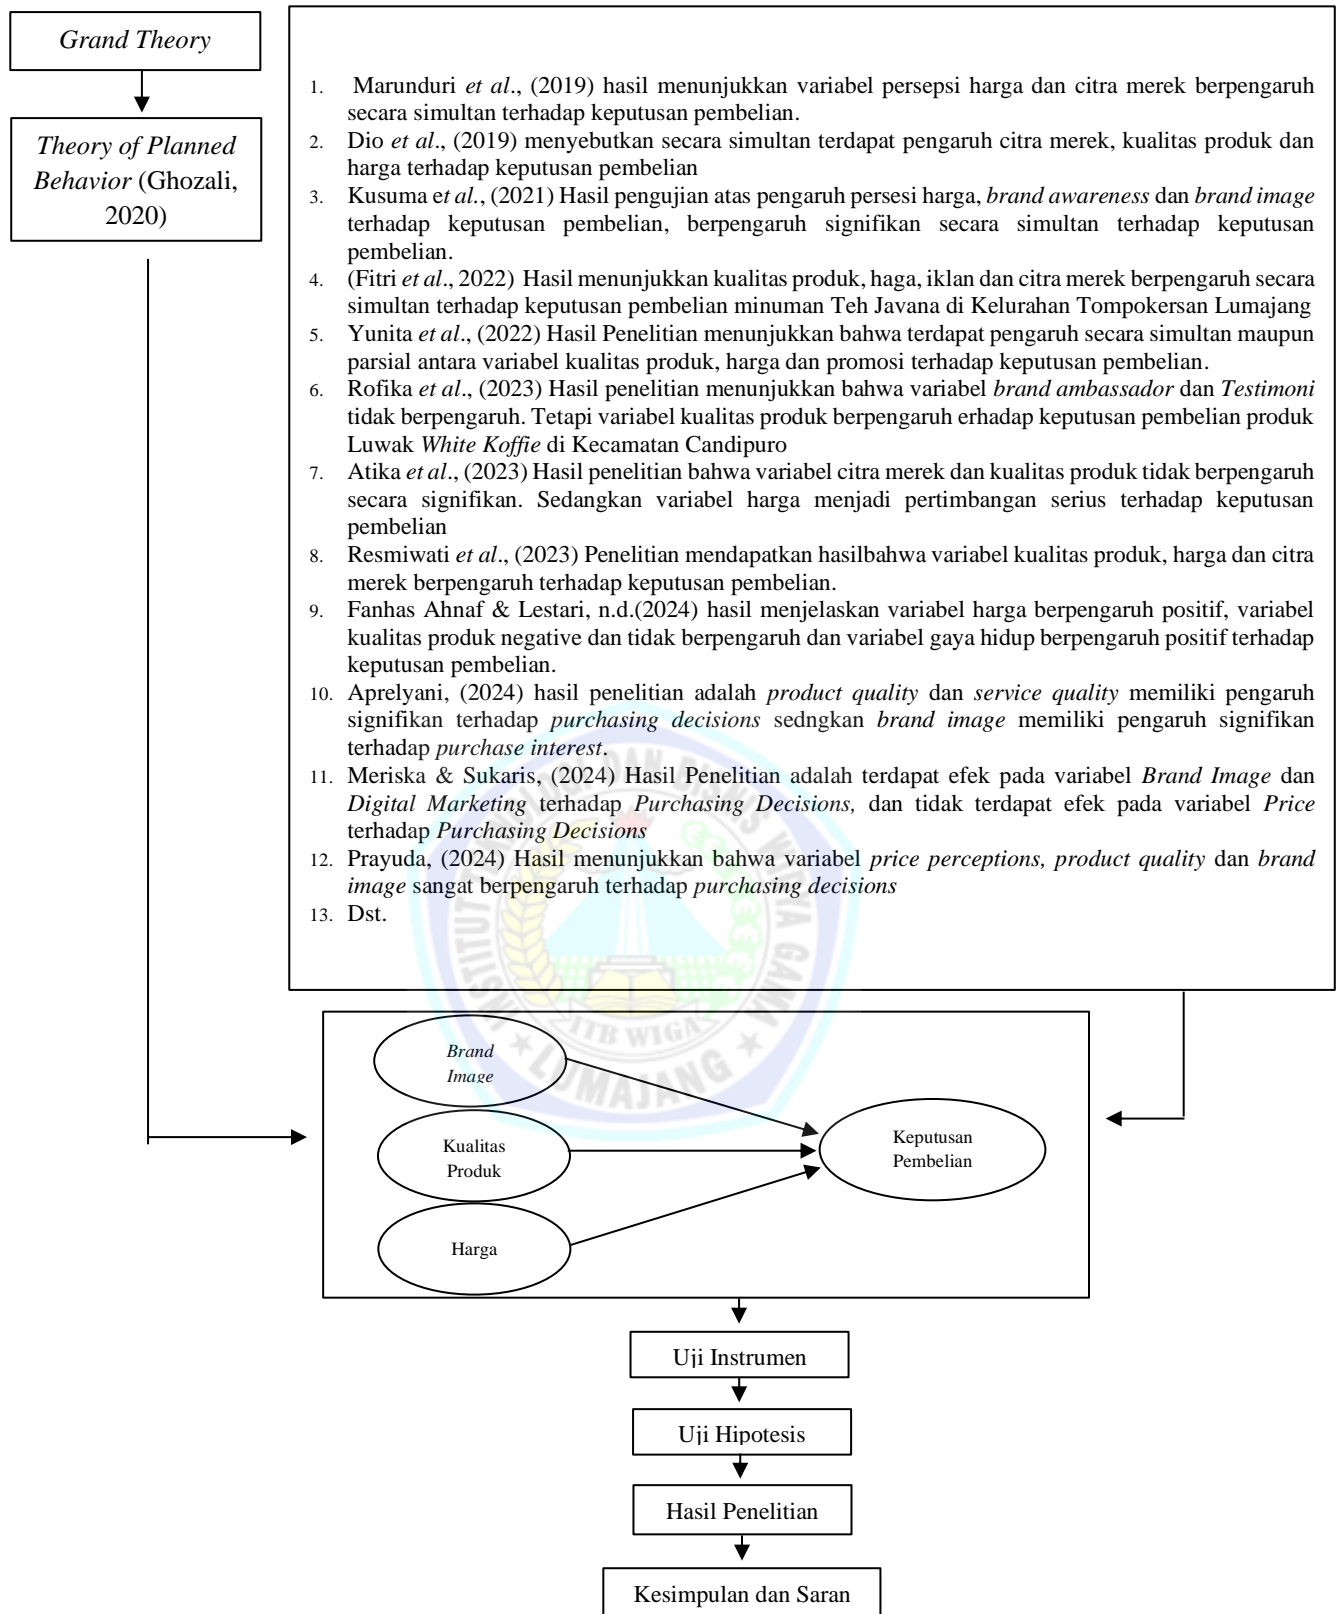 Grand Theory
Theory of Planned
Behavior (Ghozali,
2020)
1. Marunduri et al., (2019) hasil menunjukkan variabel persepsi harga dan citra merek berpengaruh
secara simultan terhadap keputusan pembelian.
2. Dio et al., (2019) menyebutkan secara simultan terdapat pengaruh citra merek, kualitas produk dan
harga terhadap keputusan pembelian
3. Kusuma et al., (2021) Hasil pengujian atas pengaruh persesi harga, brand awareness dan brand image
terhadap keputusan pembelian, berpengaruh signifikan secara simultan terhadap keputusan
pembelian.
4. (Fitri et al., 2022) Hasil menunjukkan kualitas produk, haga, iklan dan citra merek berpengaruh secara
simultan terhadap keputusan pembelian minuman Teh Javana di Kelurahan Tompokersan Lumajang
5. Yunita et al., (2022) Hasil Penelitian menunjukkan bahwa terdapat pengaruh secara simultan maupun
parsial antara variabel kualitas produk, harga dan promosi terhadap keputusan pembelian.
6. Rofika et al., (2023) Hasil penelitian menunjukkan bahwa variabel brand ambassador dan Testimoni
tidak berpengaruh. Tetapi variabel kualitas produk berpengaruh erhadap keputusan pembelian produk
Luwak White Koffie di Kecamatan Candipuro
7. Atika et al., (2023) Hasil penelitian bahwa variabel citra merek dan kualitas produk tidak berpengaruh
secara signifikan. Sedangkan variabel harga menjadi pertimbangan serius terhadap keputusan
pembelian
8. Resmiwati et al., (2023) Penelitian mendapatkan hasilbahwa variabel kualitas produk, harga dan citra
merek berpengaruh terhadap keputusan pembelian.
9. Fanhas Ahnaf & Lestari, n.d.(2024) hasil menjelaskan variabel harga berpengaruh positif, variabel
kualitas produk negative dan tidak berpengaruh dan variabel gaya hidup berpengaruh positif terhadap
keputusan pembelian.
10. Aprelyani, (2024) hasil penelitian adalah product quality dan service quality memiliki pengaruh
signifikan terhadap purchasing decisions sedngkan brand image memiliki pengaruh signifikan
terhadap purchase interest.
11. Meriska & Sukaris, (2024) Hasil Penelitian adalah terdapat efek pada variabel Brand Image dan
Digital Marketing terhadap Purchasing Decisions, dan tidak terdapat efek pada variabel Price
terhadap Purchasing Decisions
12. Prayuda, (2024) Hasil menunjukkan bahwa variabel price perceptions, product quality dan brand
image sangat berpengaruh terhadap purchasing decisions
13. Dst.
INSTITUT TEKNOLOGI DAN BISNIS WIDYA GAMA
ITB WIGA
LUMAJANG
Brand
Image
Kualitas
Produk
Harga
Keputusan
Pembelian
Uji Instrumen
Uji Hipotesis
Hasil Penelitian
Kesimpulan dan Saran